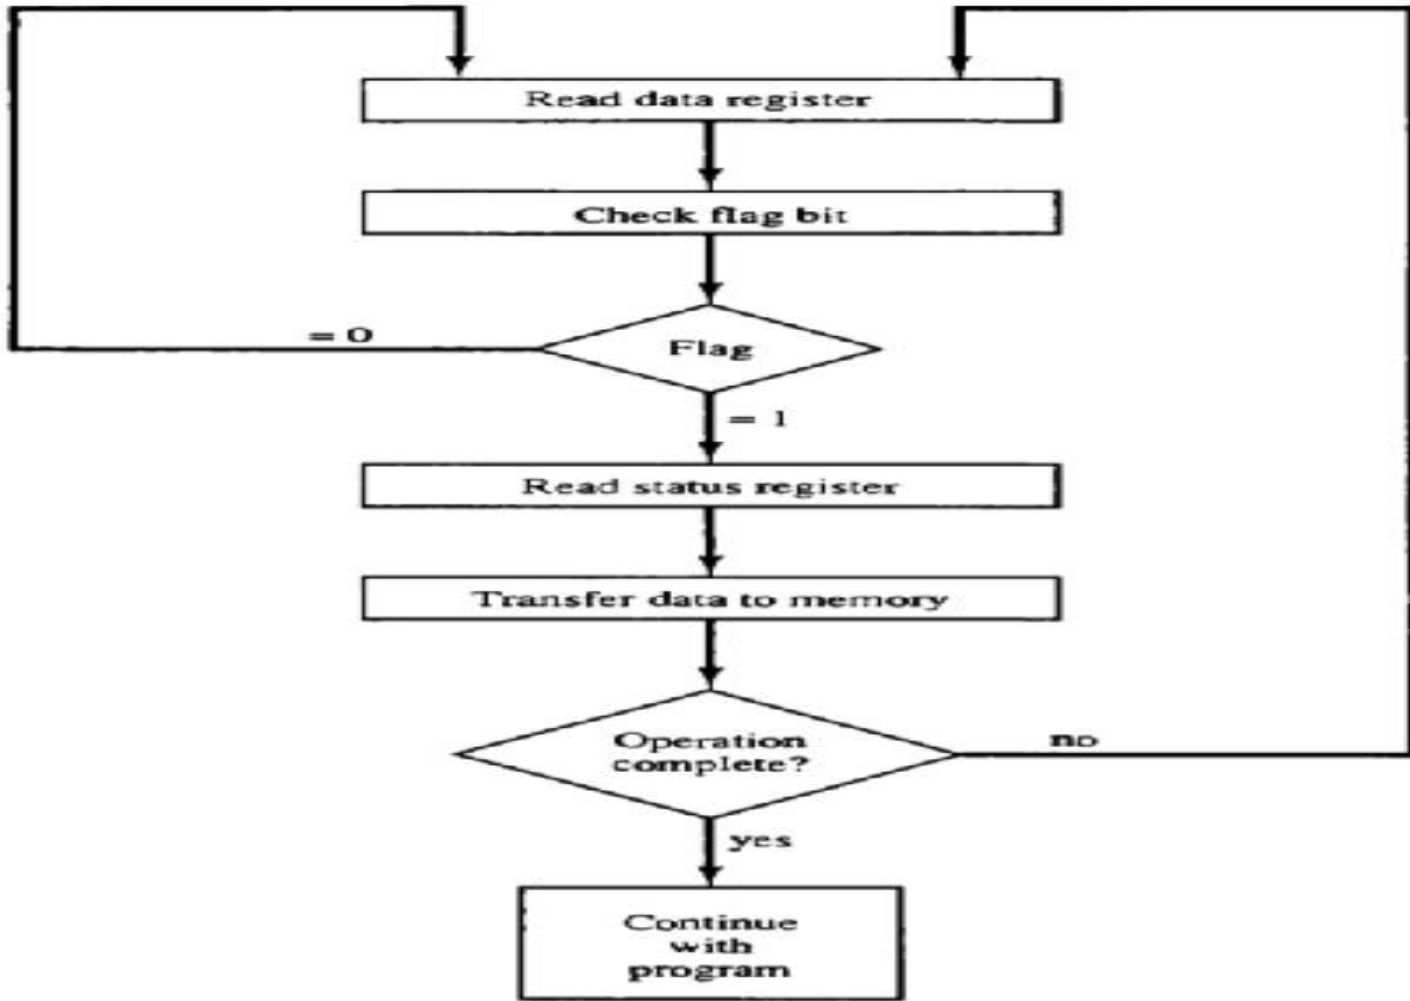 Read data register
Check flag bit
= 0
Flag
= 1
Read status register
Transfer data to memory
Operation
complete?
no
yes
Continue
with
program